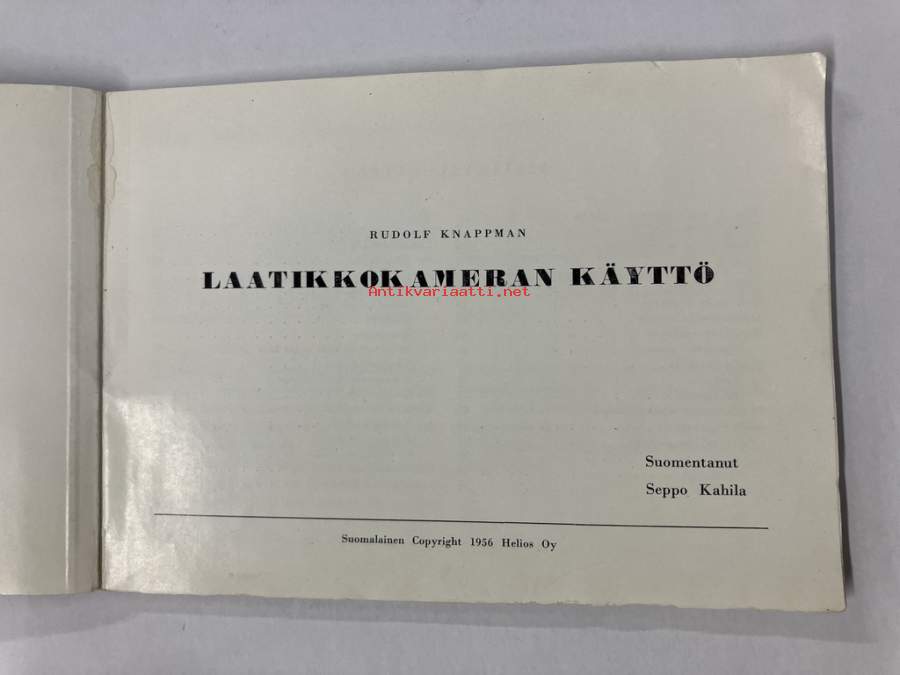 RUDOLF KNAPPMAN
LAATIKKOKAMERAN KÄYTTÖ
Antikvariaatti.net
Suomentanut
Seppo Kahila
Suomalainen Copyright 1956 Helios Oy